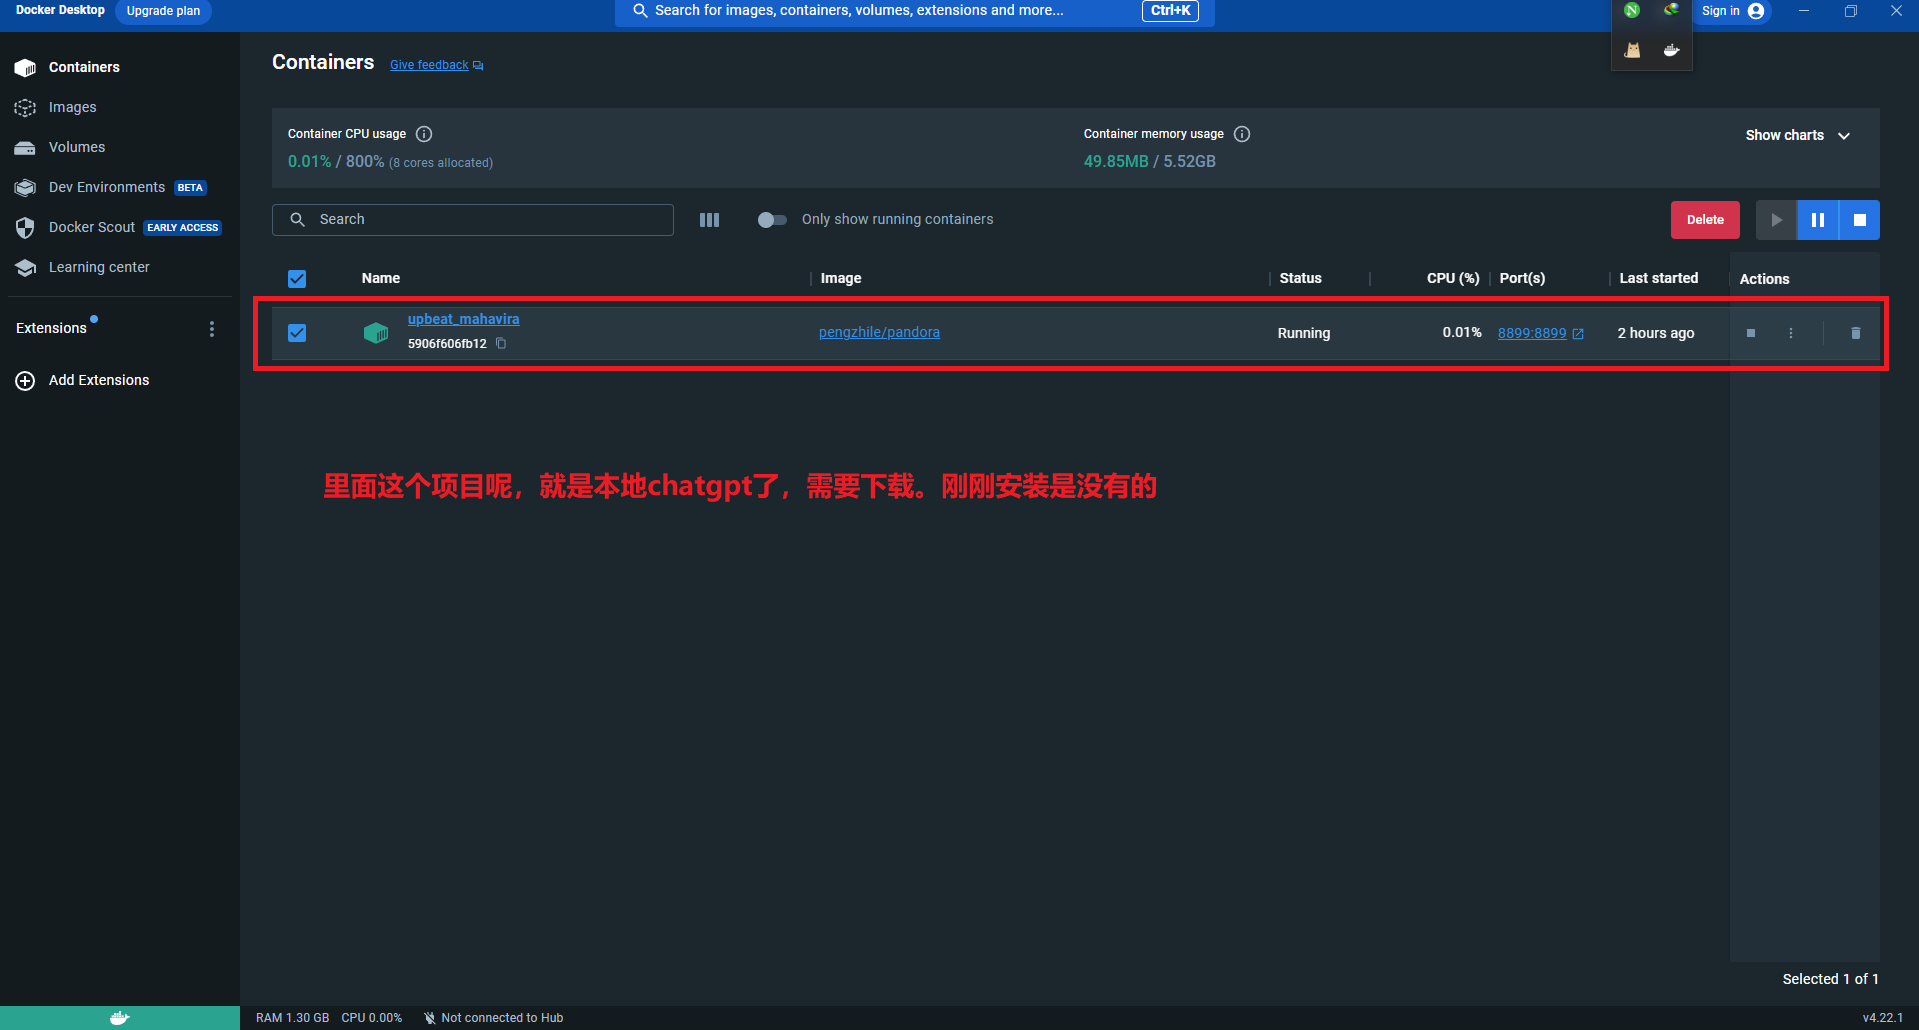 Docker Desktop Upgrade plan Search for images, containers, volumes, extensions and more... Ctrl+K Sign in
Containers
Images
Volumes
Dev Environments BETA
Docker Scout EARLY ACCESS
Learning center
Extensions
Add Extensions
Containers Give feedback
Container CPU usage
0.01% / 800% (8 cores allocated)
Container memory usage
49.85MB / 5.52GB
Show charts
Search
Only show running containers
Delete
Name Image Status CPU (%) Port(s) Last started Actions
upbeat_mahavira
5906f606fb12
pengzhile/pandora Running 0.01% 8899:8899 2 hours ago
里面这个项目呢，就是本地chatgpt了，需要下载。刚刚安装是没有的
Selected 1 of 1
RAM 1.30 GB CPU 0.00% Not connected to Hub v4.22.1